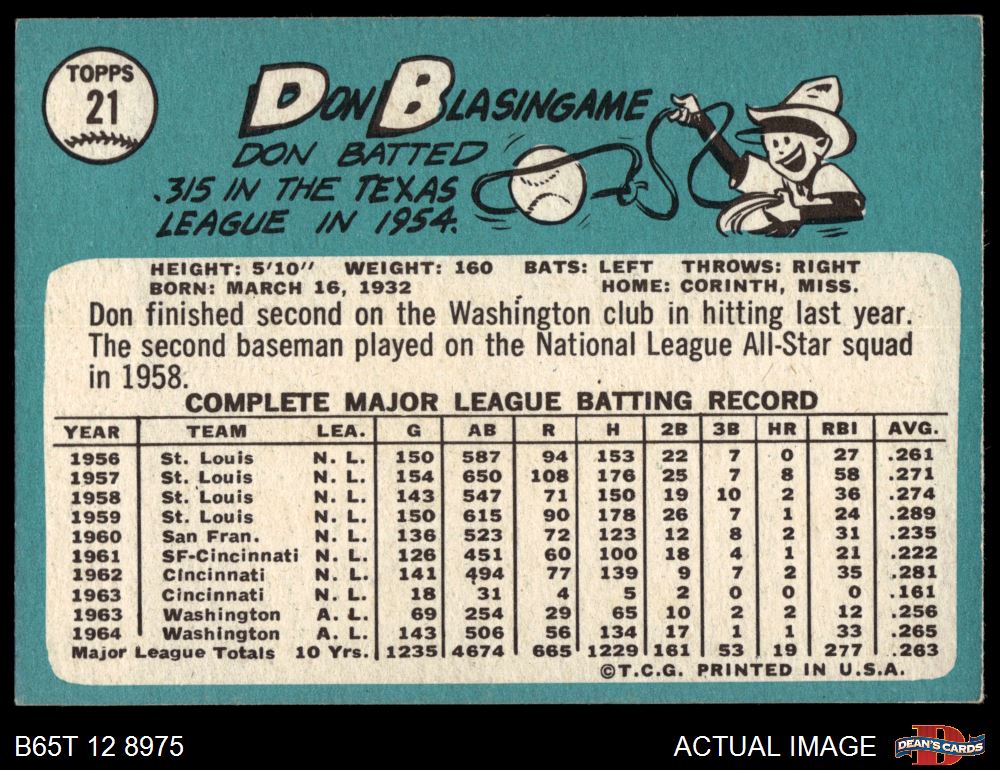 TOPPS
21
DON BLASINGAME
DON BATTED
.315 IN THE TEXAS
LEAGUE IN 1954.
HEIGHT: 5'10" WEIGHT: 160 BATS: LEFT THROWS: RIGHT
BORN: MARCH 16, 1932 HOME: CORINTH, MISS.
Don finished second on the Washington club in hitting last year.
The second baseman played on the National League All-Star squad
in 1958.
COMPLETE MAJOR LEAGUE BATTING RECORD
YEAR TEAM LEA. G AB R H 2B 3B HR RBI AVG.
1956 St. Louis N. L. 150 587 94 153 22 7 0 27 .261
1957 St. Louis N. L. 154 650 108 176 25 7 8 58 .271
1958 St. Louis N. L. 143 547 71 150 19 10 2 36 .274
1959 St. Louis N. L. 150 615 90 178 26 7 1 24 .289
1960 San Fran. N. L. 136 523 72 123 12 8 2 31 .235
1961 SF-Cincinnati N. L. 126 451 60 100 18 4 1 21 .222
1962 Cincinnati N. L. 141 494 77 139 9 7 2 35 .281
1963 Cincinnati N. L. 18 31 4 5 2 0 0 0 .161
1963 Washington A. L. 69 254 29 65 10 2 2 12 .256
1964 Washington A. L. 143 506 56 134 17 1 1 33 .265
Major League Totals 10 Yrs. 1235 4674 665 1229 161 53 19 277 .263
©T.C.G. PRINTED IN U.S.A.
B65T 12 8975 ACTUAL IMAGE DEAN'S CARDS